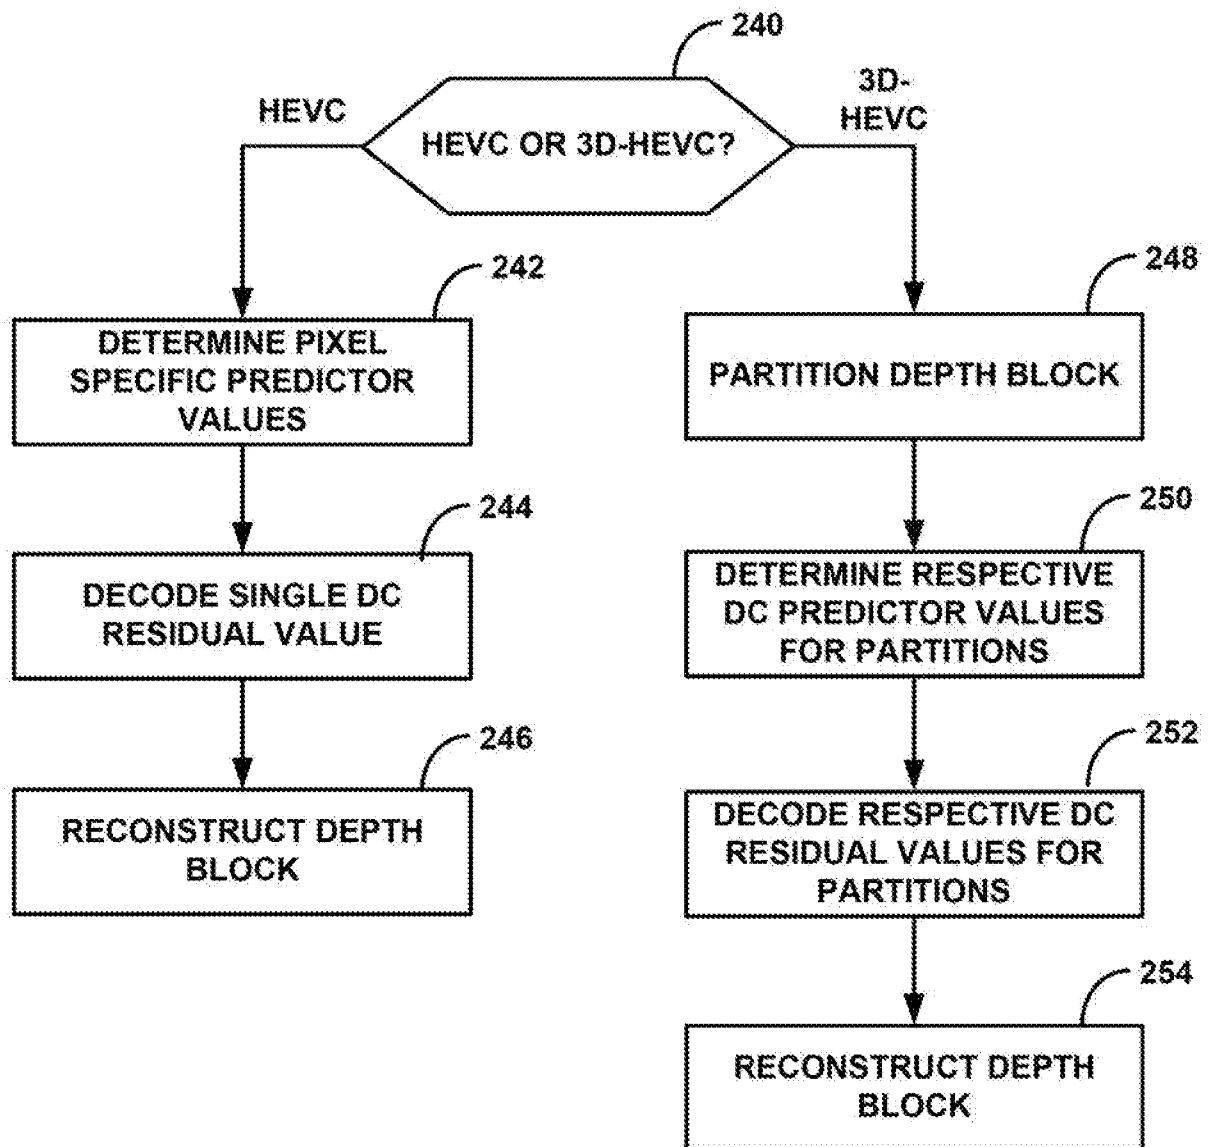 240
HEVC
3D-
HEVC
HEVC OR 3D-HEVC?
242
DETERMINE PIXEL
SPECIFIC PREDICTOR
VALUES
244
DECODE SINGLE DC
RESIDUAL VALUE
246
RECONSTRUCT DEPTH
BLOCK
248
PARTITION DEPTH BLOCK
250
DETERMINE RESPECTIVE
DC PREDICTOR VALUES
FOR PARTITIONS
252
DECODE RESPECTIVE DC
RESIDUAL VALUES FOR
PARTITIONS
254
RECONSTRUCT DEPTH
BLOCK